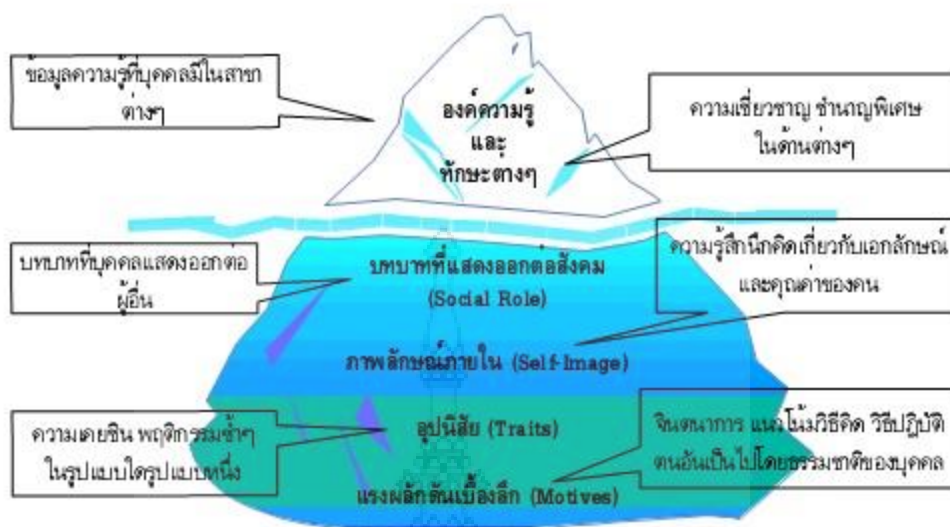 ข้อมูลความรู้ที่บุคคลมีในสาขา
ต่างๆ
องค์ความรู้
และ
ทักษะต่างๆ
ความเชี่ยวชาญ ชำนาญพิเศษ
ในด้านต่างๆ
บทบาทที่บุคคลแสดงออกต่อ
ผู้อื่น
บทบาทที่แสดงออกต่อสังคม
(Social Role)
ความรู้สึกนึกคิดเกี่ยวกับเอกลักษณ์
และคุณค่าของคน
ภาพลักษณ์ภายใน (Self-Image)
ความเคยชิน พฤติกรรมซ้ำๆ
ในรูปแบบใดรูปแบบหนึ่ง
อุปนิสัย (Traits)
แรงผลักดันเบื้องลึก (Motives)
จินตนาการ แนวโน้มวิธีคิด วิธีปฏิบัติ
ตนอันเป็นไปโดยธรรมชาติของบุคคล